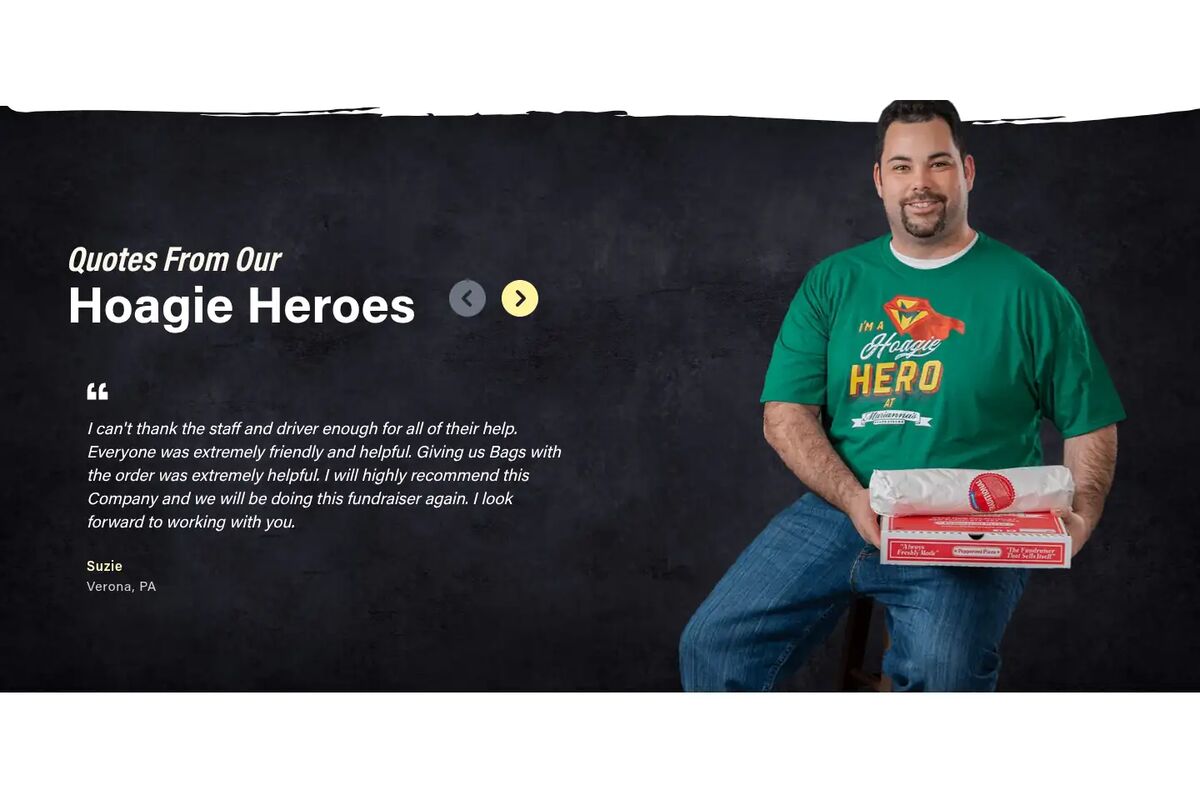 Quotes From Our
Hoagie Heroes
“
I can't thank the staff and driver enough for all of their help.
Everyone was extremely friendly and helpful. Giving us Bags with
the order was extremely helpful. I will highly recommend this
Company and we will be doing this fundraiser again. I look
forward to working with you.
Suzie
Verona, PA
I'M A
Hoagie
HERO
AT
Marianna's
TRADITIONAL
"Always
Freshly Made"
Pepperoni Pizza
"The Fundraiser
That Sells Itself"